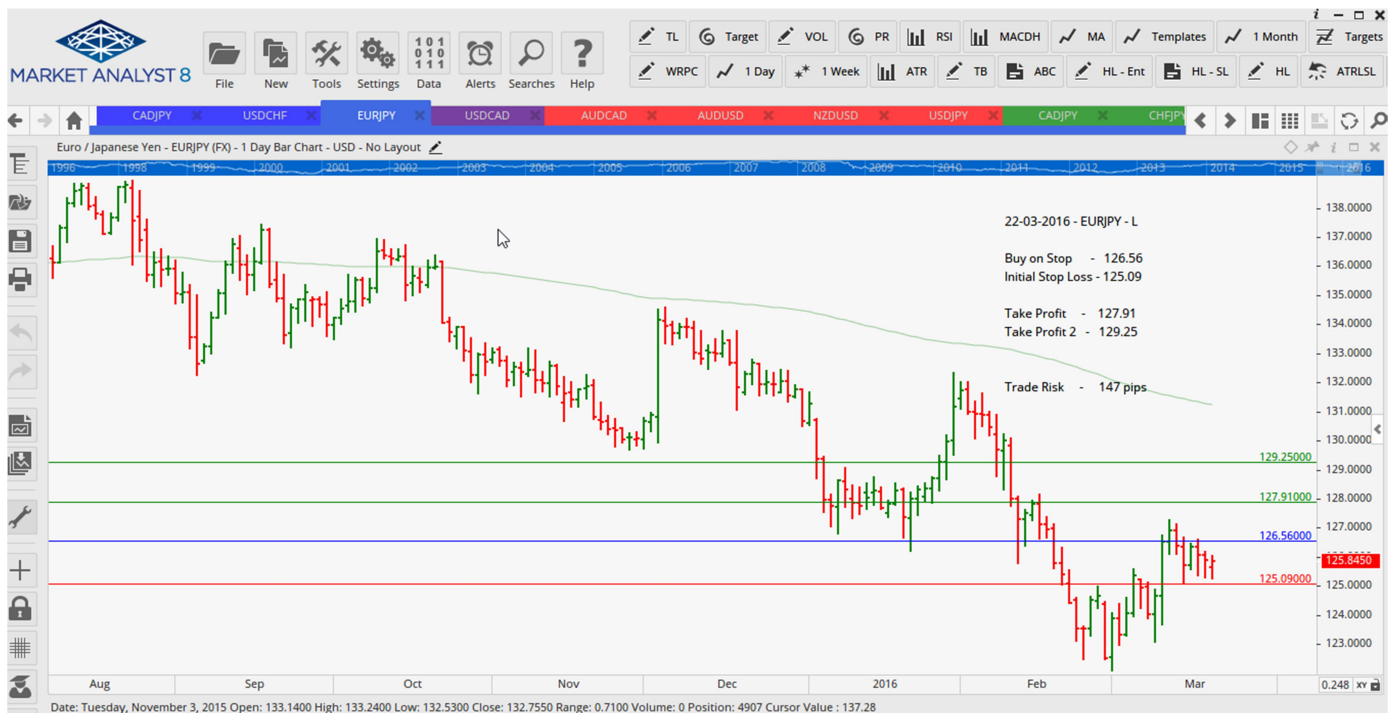 MARKET ANALYST 8
File New Tools Settings Data Alerts Searches Help
101
010
111
TL Target VOL PR RSI MACDH MA Templates 1 Month Targets
WRPC 1 Day 1 Week ATR TB ABC HL - Ent HL - SL HL ATRLSL
CADJPY USDCHF EURJPY USDCAD AUDCAD AUDUSD NZDUSD USDJPY CADJPY CHFJPY
Euro / Japanese Yen - EURJPY (FX) - 1 Day Bar Chart - USD - No Layout
1996 1998 1999 2000 2001 2002 2003 2004 2005 2006 2007 2008 2009 2010 2011 2012 2013 2014 2015 2016
22-03-2016 - EURJPY - L
Buy on Stop - 126.56
Initial Stop Loss - 125.09
Take Profit - 127.91
Take Profit 2 - 129.25
Trade Risk - 147 pips
138.0000
137.0000
136.0000
135.0000
134.0000
133.0000
132.0000
131.0000
130.0000
129.25000
129.0000
127.91000
128.0000
127.0000
126.56000
125.8450
125.09000
125.0000
124.0000
123.0000
Aug Sep Oct Nov Dec 2016 Feb Mar
0.248 XY
Date: Tuesday, November 3, 2015 Open: 133.1400 High: 133.2400 Low: 132.5300 Close: 132.7550 Range: 0.7100 Volume: 0 Position: 4907 Cursor Value : 137.28